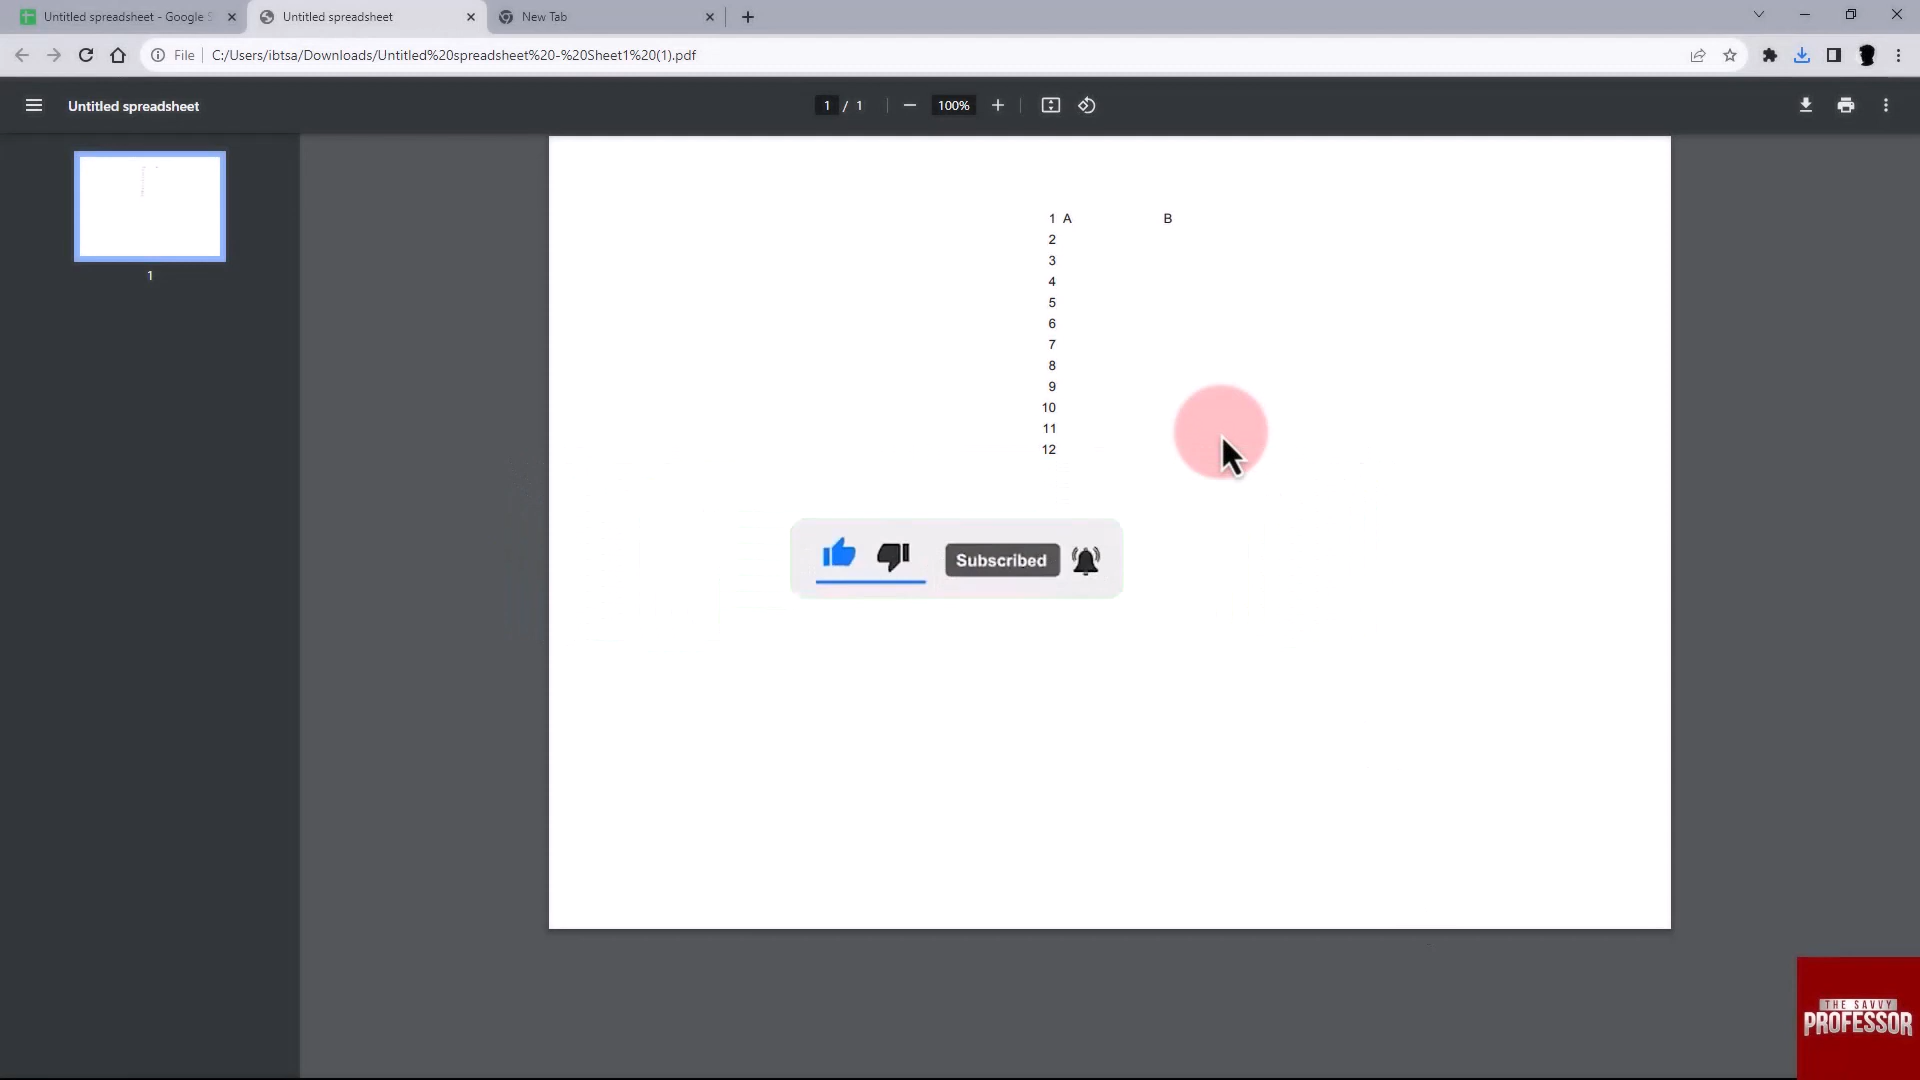 Untitled spreadsheet - Google S
Untitled spreadsheet
New Tab
File
C:/Users/ibtsa/Downloads/Untitled%20spreadsheet%20-%20Sheet1%20(1).pdf
Untitled spreadsheet
1 / 1
100%
1
1 A B
2
3
4
5
6
7
8
9
10
11
12
Subscribed
THE SAVVY
PROFESSOR